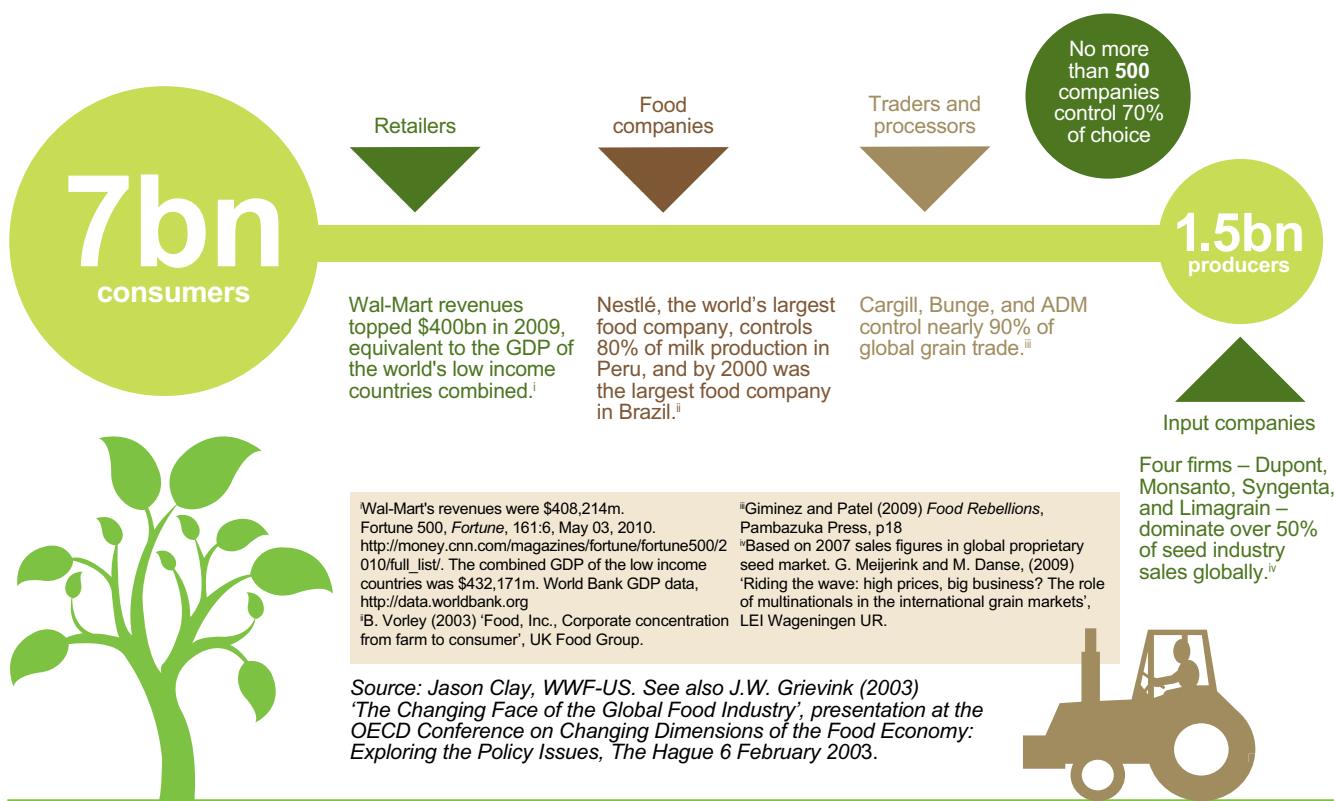 No more
than 500
companies
control 70%
of choice
7bn
consumers
Retailers
Food
companies
Traders and
processors
1.5bn
producers
Wal-Mart revenues
topped $400bn in 2009,
equivalent to the GDP of
the world's low income
countries combined.i
Nestlé, the world’s largest
food company, controls
80% of milk production in
Peru, and by 2000 was
the largest food company
in Brazil.ii
Cargill, Bunge, and ADM
control nearly 90% of
global grain trade.iii
Input companies
Four firms – Dupont,
Monsanto, Syngenta,
and Limagrain –
dominate over 50%
of seed industry
sales globally.iv
iWal-Mart's revenues were $408,214m.
Fortune 500, Fortune, 161:6, May 03, 2010.
http://money.cnn.com/magazines/fortune/fortune500/2
010/full_list/. The combined GDP of the low income
countries was $432,171m. World Bank GDP data,
http://data.worldbank.org
iiB. Vorley (2003) ‘Food, Inc., Corporate concentration
from farm to consumer’, UK Food Group.
iiiGiminez and Patel (2009) Food Rebellions,
Pambazuka Press, p18
ivBased on 2007 sales figures in global proprietary
seed market. G. Meijerink and M. Danse, (2009)
‘Riding the wave: high prices, big business? The role
of multinationals in the international grain markets’,
LEI Wageningen UR.
Source: Jason Clay, WWF-US. See also J.W. Grievink (2003)
‘The Changing Face of the Global Food Industry’, presentation at the
OECD Conference on Changing Dimensions of the Food Economy:
Exploring the Policy Issues, The Hague 6 February 2003.